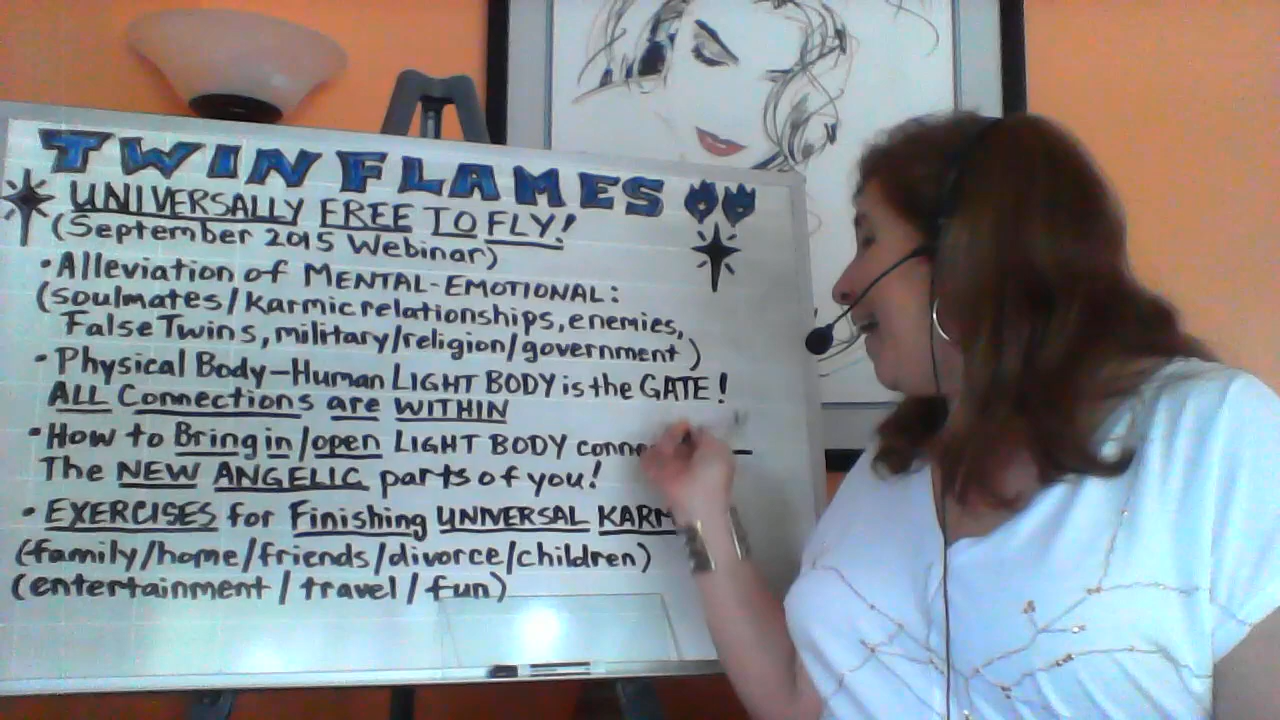 TWIN FLAMES
UNIVERSALLY FREE TO FLY!
(September 2015 Webinar)
• Alleviation of MENTAL-EMOTIONAL:
(soulmates/karmic relationships, enemies,
False Twins, military/religion/government)
• Physical Body-Human LIGHT BODY is the GATE!
ALL Connections are WITHIN
• How to Bring in/open LIGHT BODY
The NEW ANGELIC parts of you!
• EXERCISES for Finishing UNIVERSAL
(family/home/friends/divorce/children)
(entertainment/travel/fun)